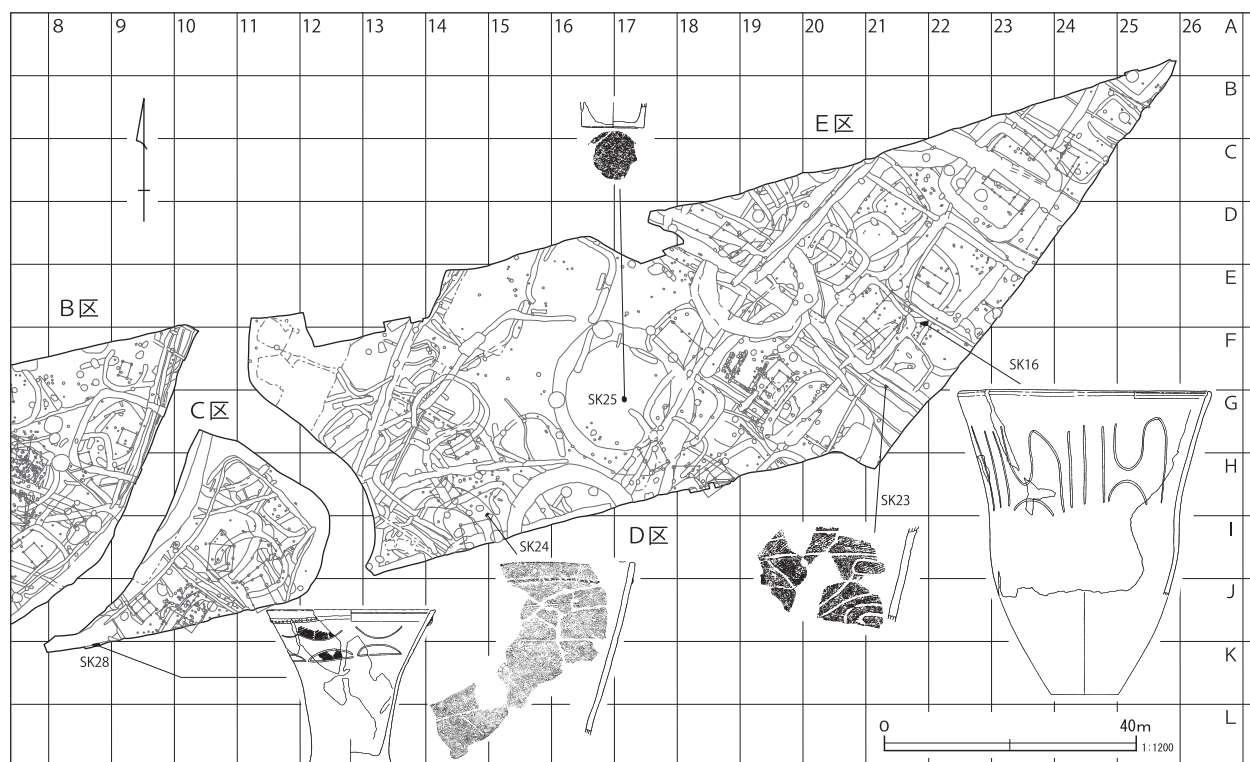 8 9 10 11 12 13 14 15 16 17 18 19 20 21 22 23 24 25 26 A
B
E区
C
D
E
B区
F
SK16
SK25
G
C区
H
SK23
I
D区
SK24
J
SK28
K
0 40m
L
1:1200